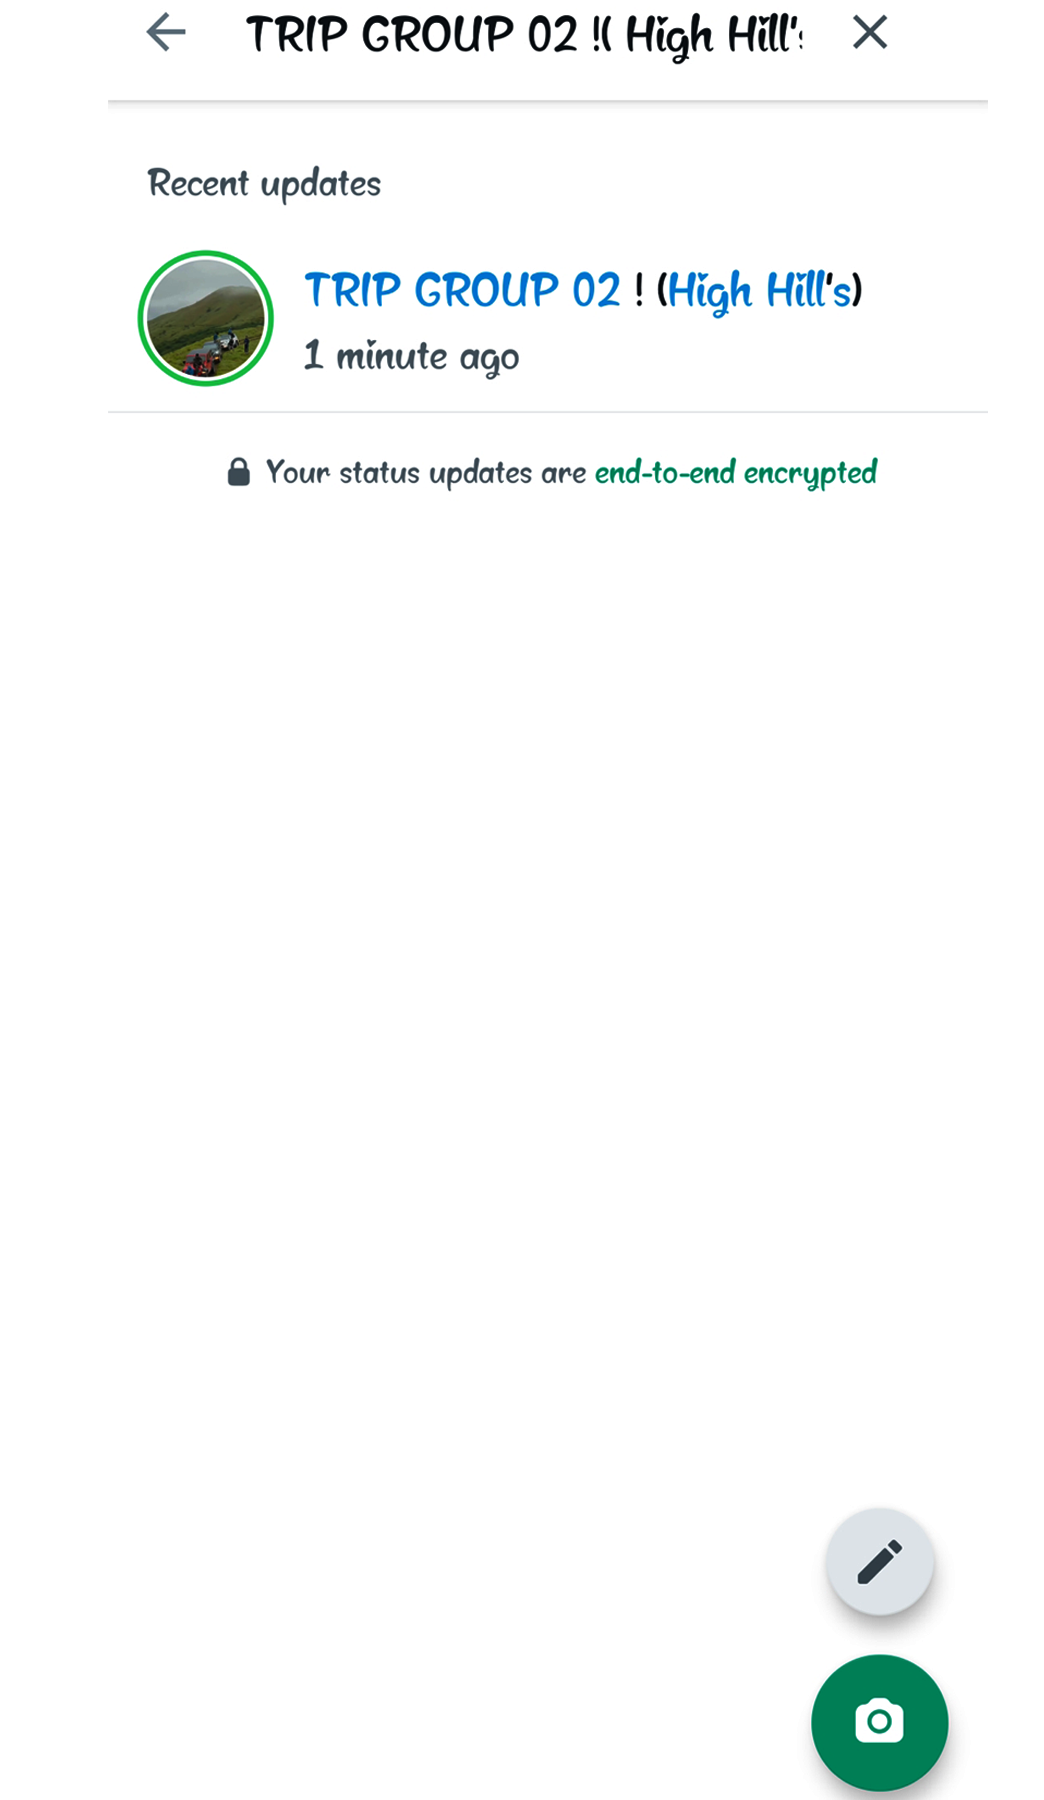 TRIP GROUP 02 !( High Hill's
Recent updates
TRIP GROUP 02 ! (High Hill's)
1 minute ago
Your status updates are end-to-end encrypted